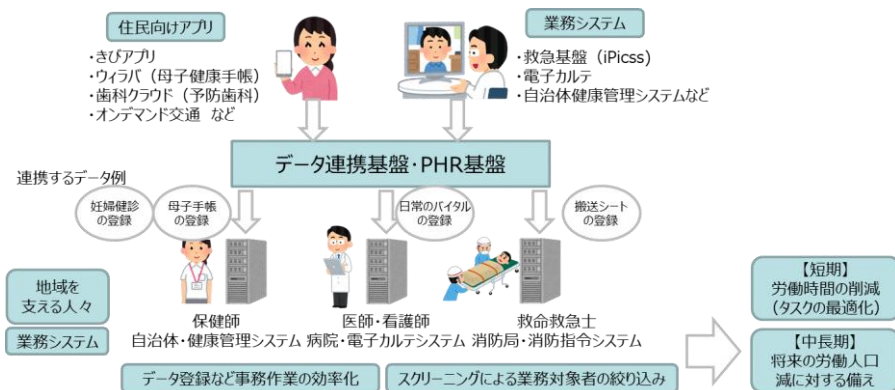 住民向けアプリ
・きびアプリ
・ウィラバ（母子健康手帳）
・歯科クラウド（予防歯科）
・オンデマンド交通 など
業務システム
・救急基盤（iPicss）
・電子カルテ
・自治体健康管理システムなど
データ連携基盤・PHR基盤
連携するデータ例
妊婦健診
の登録
母子手帳
の登録
日常のバイタル
の登録
搬送シート
の登録
地域を
支える人々
業務システム
保健師
自治体・健康管理システム
医師・看護師
病院・電子カルテシステム
救命救急士
消防局・消防指令システム
データ登録など事務作業の効率化
スクリーニングによる業務対象者の絞り込み
【短期】
労働時間の削減
（タスクの最適化）
【中長期】
将来の労働人口
減に対する備え